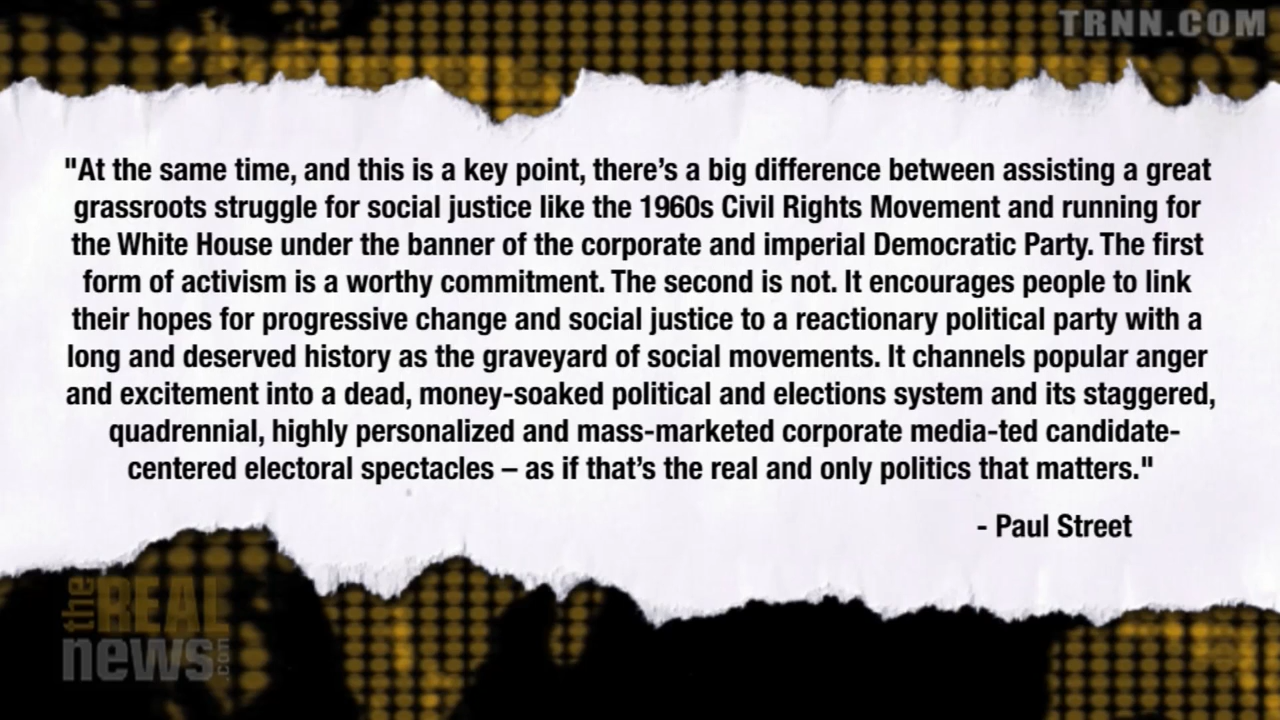 TRNN.COM
"At the same time, and this is a key point, there's a big difference between assisting a great
grassroots struggle for social justice like the 1960s Civil Rights Movement and running for
the White House under the banner of the corporate and imperial Democratic Party. The first
form of activism is a worthy commitment. The second is not. It encourages people to link
their hopes for progressive change and social justice to a reactionary political party with a
long and deserved history as the graveyard of social movements. It channels popular anger
and excitement into a dead, money-soaked political and elections system and its staggered,
quadrennial, highly personalized and mass-marketed corporate media-ted candidate-
centered electoral spectacles – as if that's the real and only politics that matters."
- Paul Street
the REAL
news.com